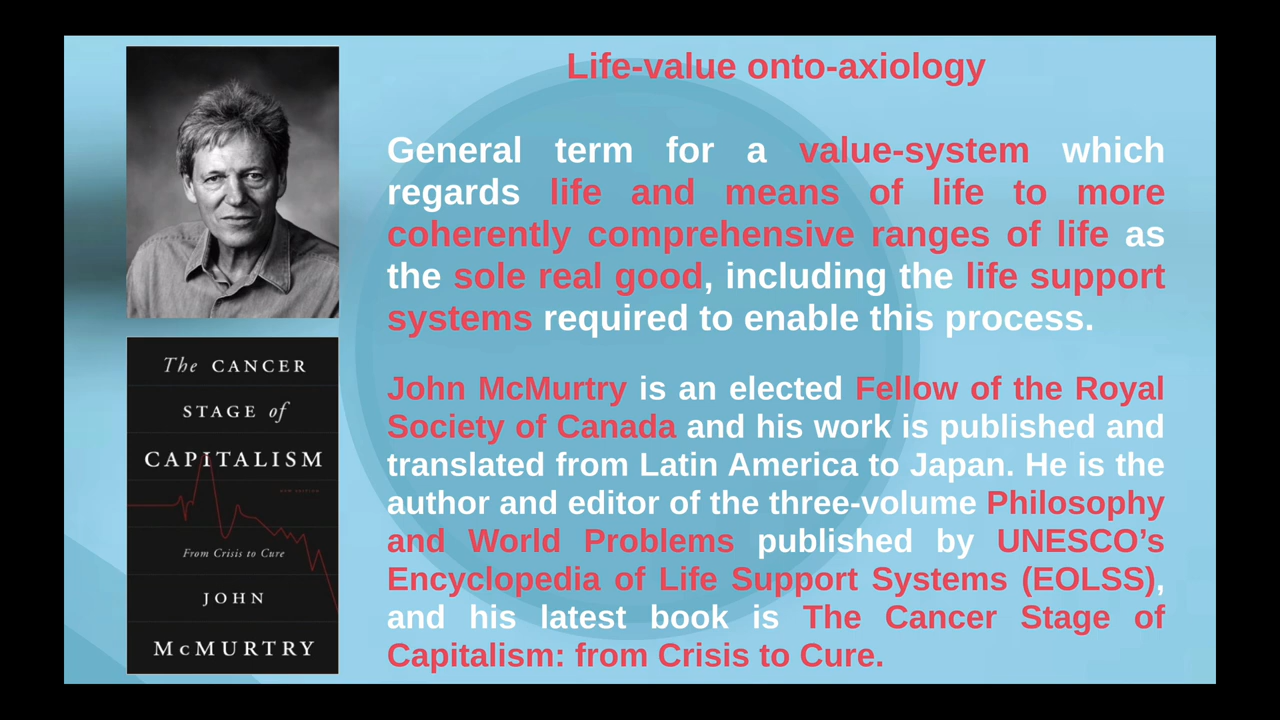 Life-value onto-axiology
General term for a value-system which
regards life and means of life to more
coherently comprehensive ranges of life as
the sole real good, including the life support
systems required to enable this process.
John McMurtry is an elected Fellow of the Royal
Society of Canada and his work is published and
translated from Latin America to Japan. He is the
author and editor of the three-volume Philosophy
and World Problems published by UNESCO’s
Encyclopedia of Life Support Systems (EOLSS),
and his latest book is The Cancer Stage of
Capitalism: from Crisis to Cure.
The CANCER
STAGE of
CAPITALISM
new edition
From Crisis to Cure
JOHN
McMURTRY